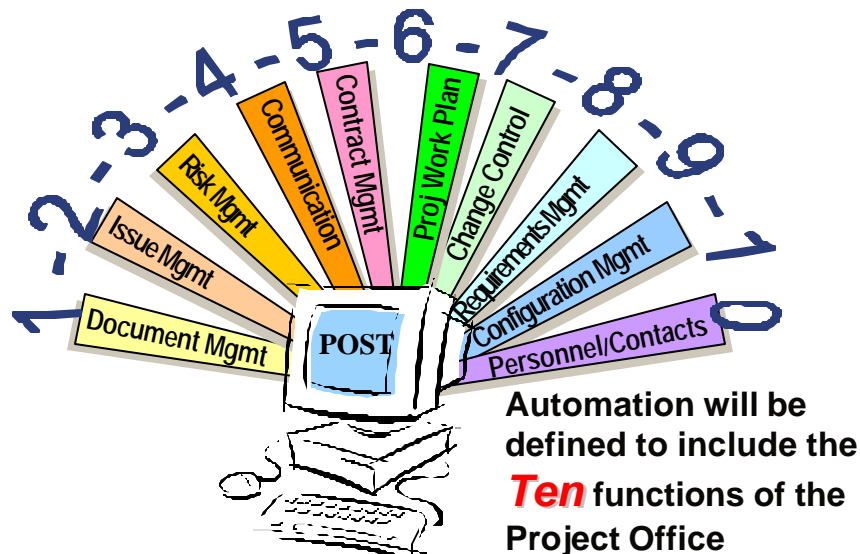 1-2-3-4-5-6-7-8-9-10
Document Mgmt
Issue Mgmt
Risk Mgmt
Communication
Contract Mgmt
Proj Work Plan
Change Control
Requirements Mgmt
Configuration Mgmt
Personnel/Contacts
POST
Automation will be
defined to include the
Ten functions of the
Project Office